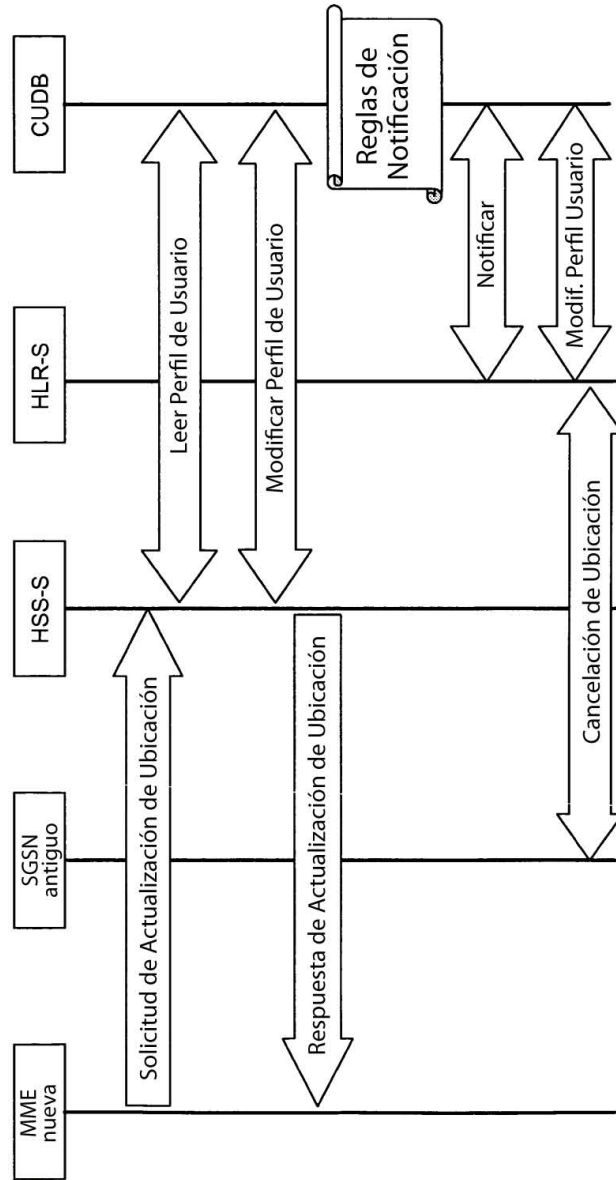 MME
nueva
SGSN
antiguo
HSS-S
HLR-S
CUDB
Solicitud de Actualización de Ubicación
Leer Perfil de Usuario
Modificar Perfil de Usuario
Respuesta de Actualización de Ubicación
Reglas de
Notificación
Notificar
Modif. Perfil Usuario
Cancelación de Ubicación